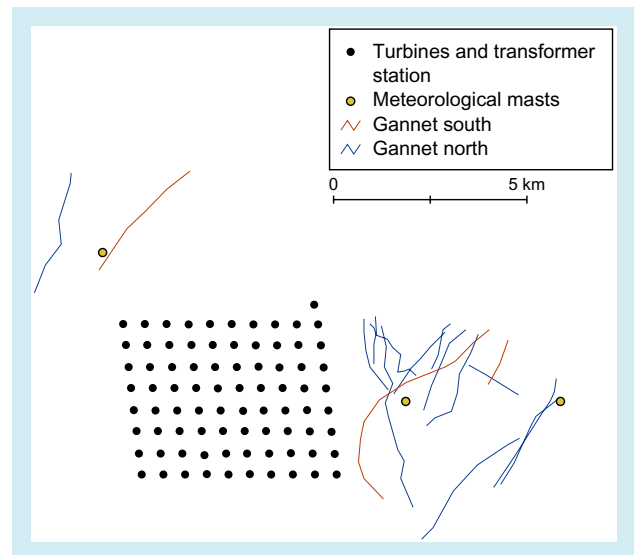 Turbines and transformer
station
Meteorological masts
Gannet south
Gannet north
0 5 km